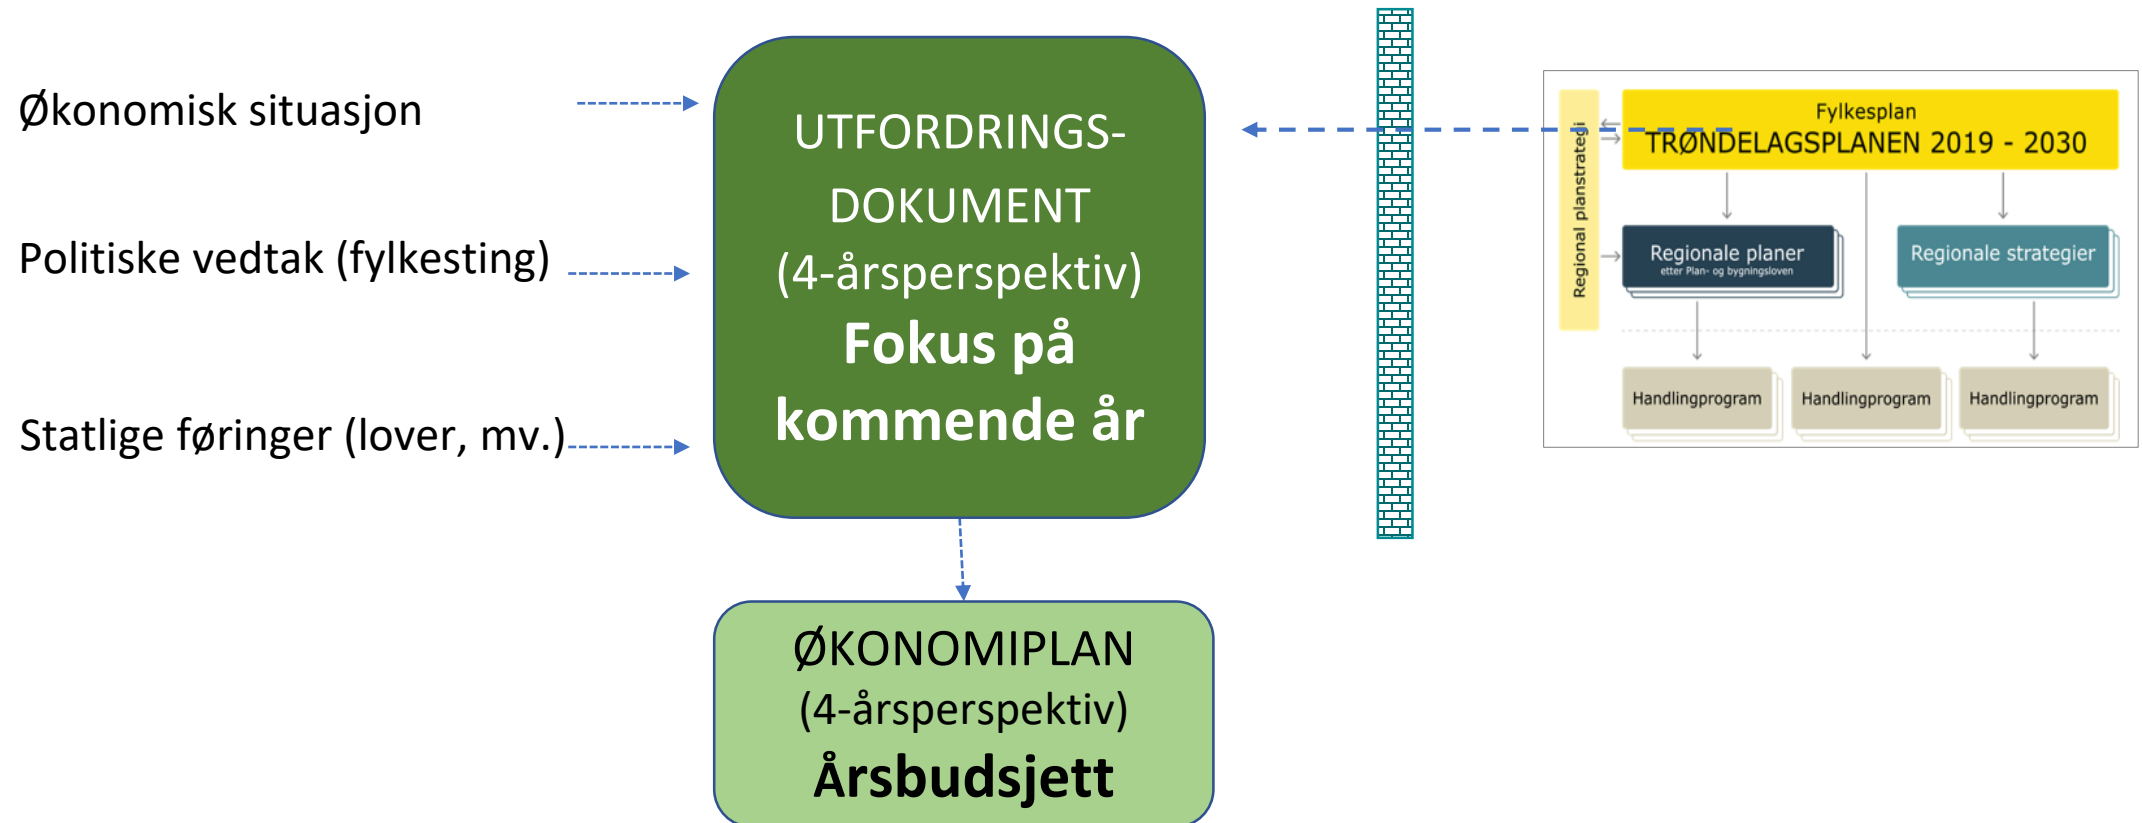 Økonomisk situasjon
Politiske vedtak (fylkesting)
Statlige føringer (lover, mv.)
UTFORDRINGS-
DOKUMENT
(4-årsperspektiv)
Fokus på
kommende år
ØKONOMIPLAN
(4-årsperspektiv)
Årsbudsjett
Regional planstrategi
Fylkesplan
TRØNDELAGSPLANEN 2019 - 2030
Regionale planer
etter Plan- og bygningsloven
Regionale strategier
Handlingprogram
Handlingprogram
Handlingprogram